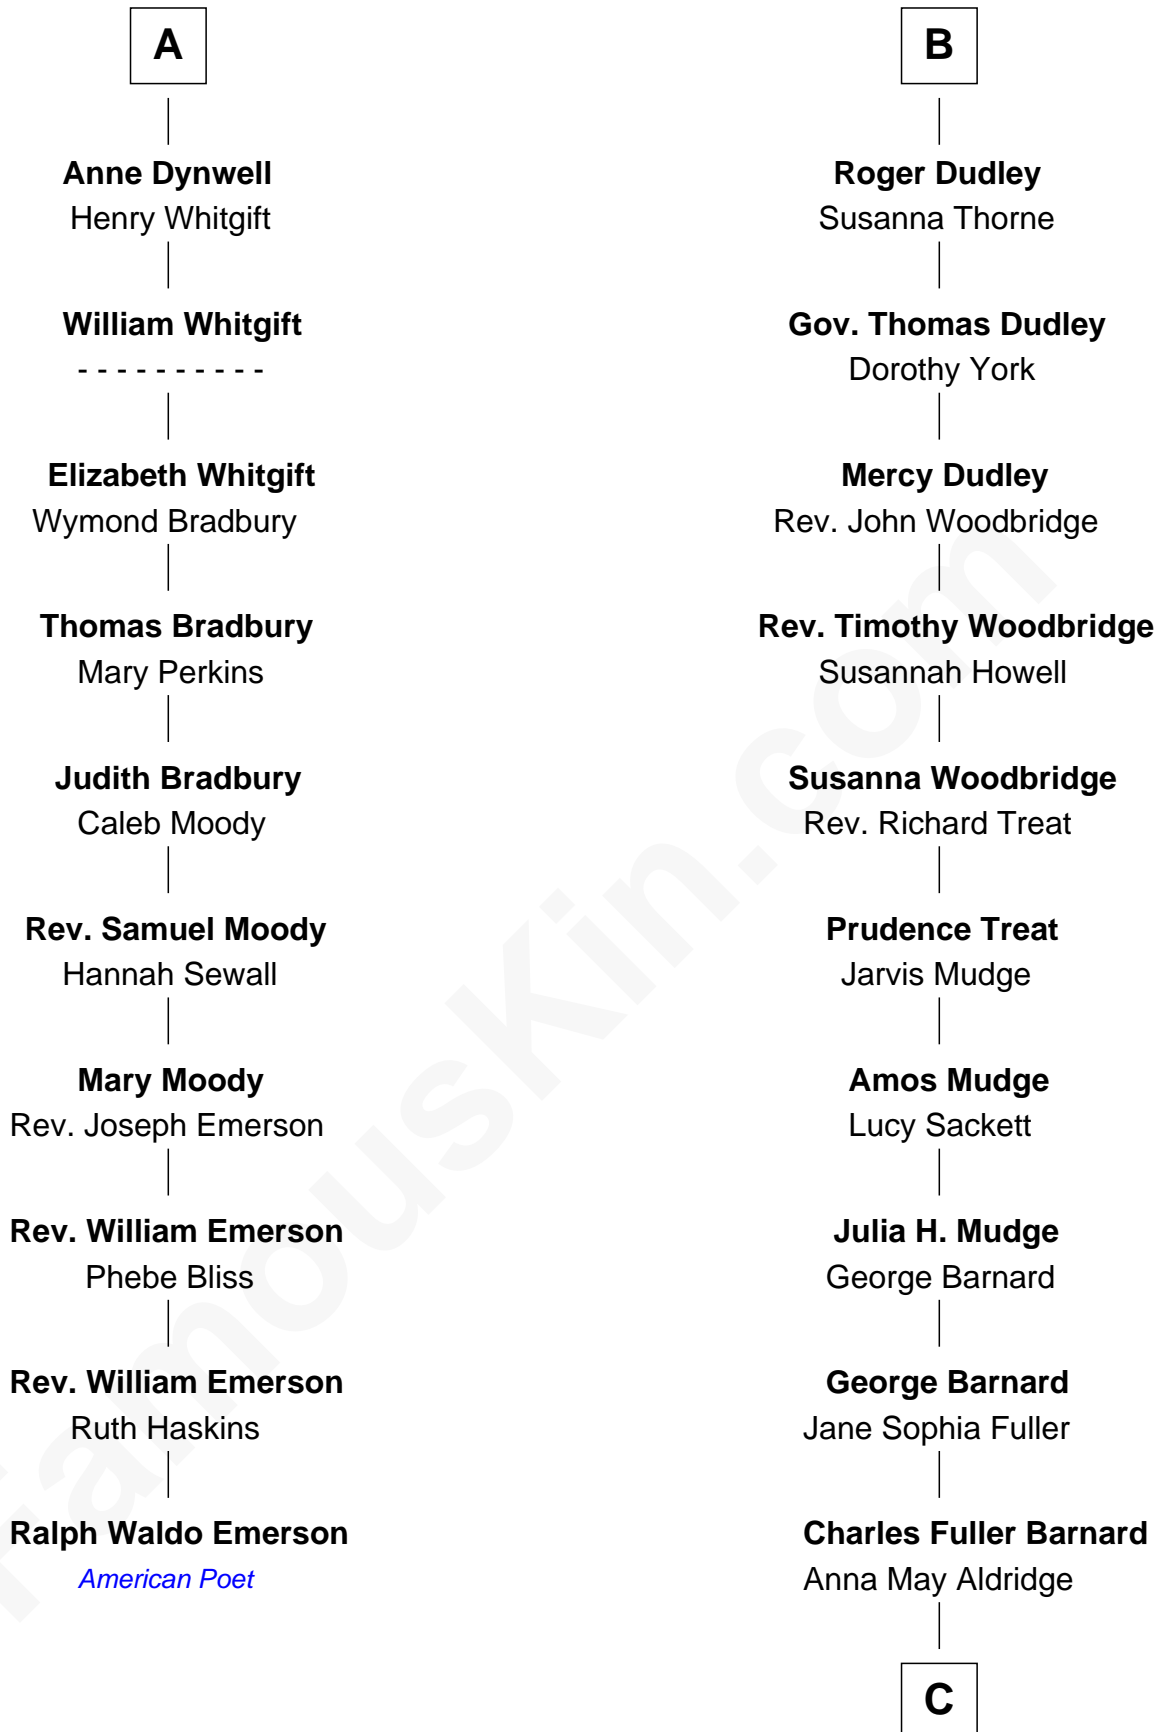 A
Anne Dynwell
Henry Whitgift
William Whitgift
- - - - - - - - - -
Elizabeth Whitgift
Wymond Bradbury
Thomas Bradbury
Mary Perkins
Judith Bradbury
Caleb Moody
Rev. Samuel Moody
Hannah Sewall
Mary Moody
Rev. Joseph Emerson
Rev. William Emerson
Phebe Bliss
Rev. William Emerson
Ruth Haskins
Ralph Waldo Emerson
American Poet
B
Roger Dudley
Susanna Thorne
Gov. Thomas Dudley
Dorothy York
Mercy Dudley
Rev. John Woodbridge
Rev. Timothy Woodbridge
Susannah Howell
Susanna Woodbridge
Rev. Richard Treat
Prudence Treat
Jarvis Mudge
Amos Mudge
Lucy Sackett
Julia H. Mudge
George Barnard
George Barnard
Jane Sophia Fuller
Charles Fuller Barnard
Anna May Aldridge
C
FamousKin.com